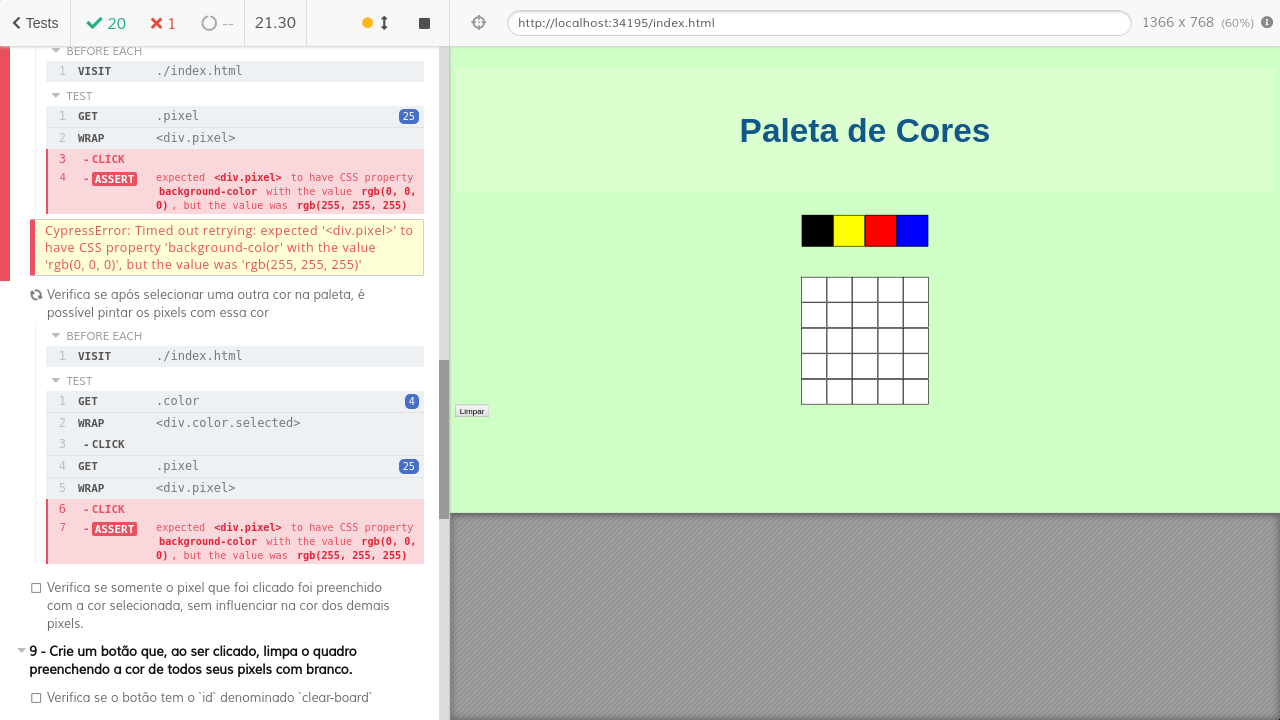 Tests
20
1
--
21.30
http://localhost:34195/index.html
1366 x 768 (60%)
BEFORE EACH
1 VISIT ./index.html
TEST
1 GET .pixel 25
2 WRAP <div.pixel>
3 - CLICK
4 - ASSERT expected <div.pixel> to have CSS property
background-color with the value rgb(0, 0,
0) , but the value was rgb(255, 255, 255)
CypressError: Timed out retrying: expected '<div.pixel>' to
have CSS property 'background-color' with the value
'rgb(0, 0, 0)', but the value was 'rgb(255, 255, 255)'
Verifica se após selecionar uma outra cor na paleta, é
possível pintar os pixels com essa cor
BEFORE EACH
1 VISIT ./index.html
TEST
1 GET .color 4
2 WRAP <div.color.selected>
3 - CLICK
4 GET .pixel 25
5 WRAP <div.pixel>
6 - CLICK
7 - ASSERT expected <div.pixel> to have CSS property
background-color with the value rgb(0, 0,
0) , but the value was rgb(255, 255, 255)
Verifica se somente o pixel que foi clicado foi preenchido
com a cor selecionada, sem influenciar na cor dos demais
pixels.
9 - Crie um botão que, ao ser clicado, limpa o quadro
preenchendo a cor de todos seus pixels com branco.
Verifica se o botão tem o `id` denominado `clear-board`
Paleta de Cores
Limpar